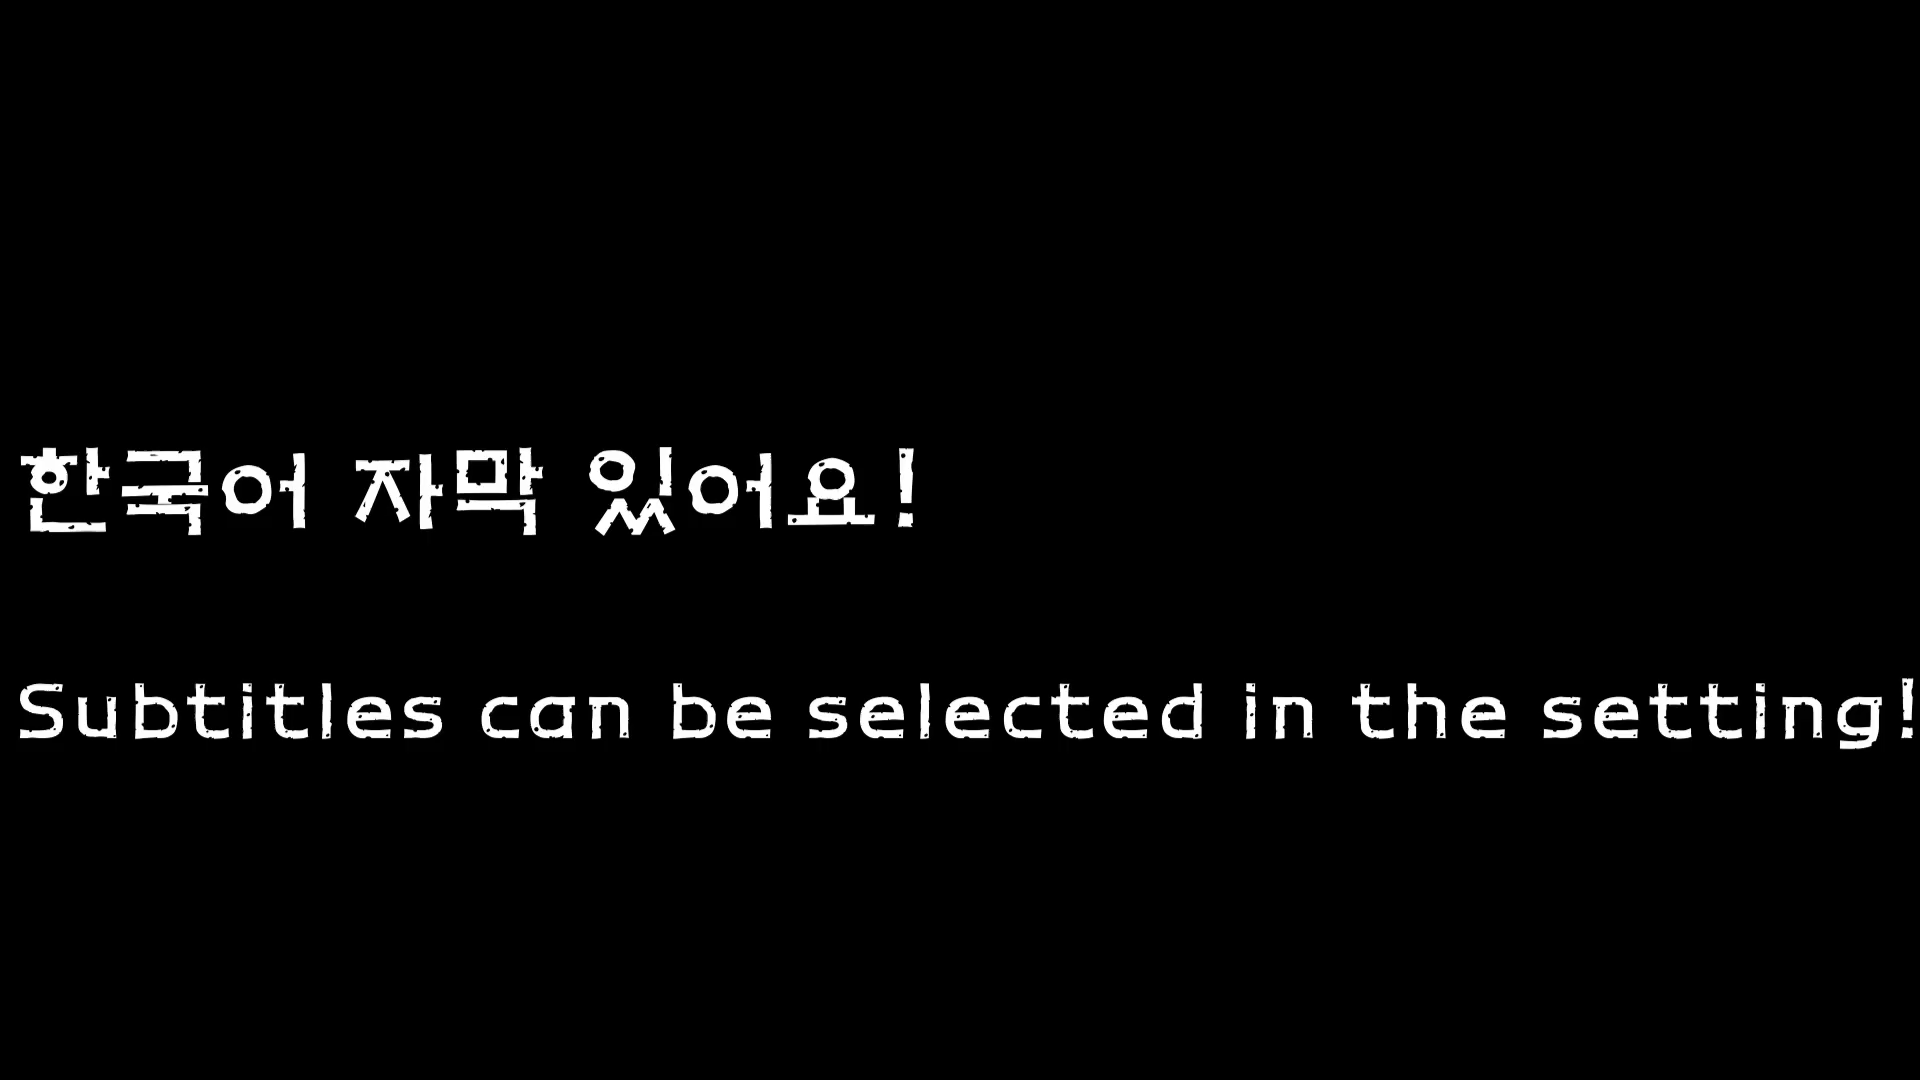 한국어 자막 있어요!
Subtitles can be selected in the setting!